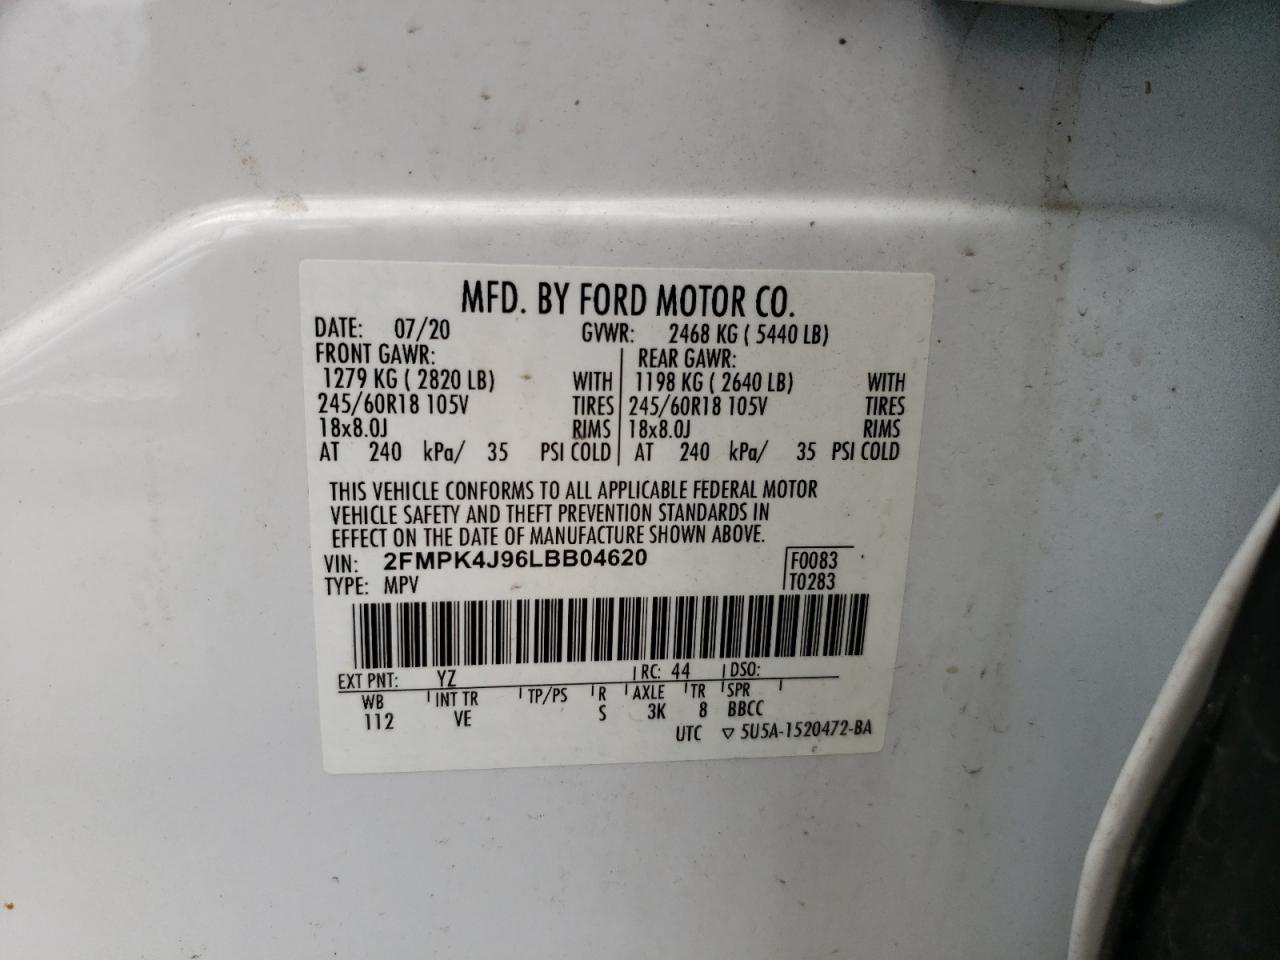 MFD. BY FORD MOTOR CO.
DATE: 07/20 GVWR: 2468 KG ( 5440 LB)
FRONT GAWR: REAR GAWR:
1279 KG ( 2820 LB) WITH 1198 KG ( 2640 LB) WITH
245/60R18 105V TIRES 245/60R18 105V TIRES
18x8.0J RIMS 18x8.0J RIMS
AT 240 kPa/ 35 PSI COLD AT 240 kPa/ 35 PSI COLD
THIS VEHICLE CONFORMS TO ALL APPLICABLE FEDERAL MOTOR
VEHICLE SAFETY AND THEFT PREVENTION STANDARDS IN
EFFECT ON THE DATE OF MANUFACTURE SHOWN ABOVE.
VIN: 2FMPK4J96LBB04620 F0083
TYPE: MPV T0283
EXT PNT: YZ RC: 44 DSO:
WB INT TR TP/PS R AXLE TR SPR
112 VE S 3K 8 BBCC
UTC ▽ 5U5A-1520472-BA